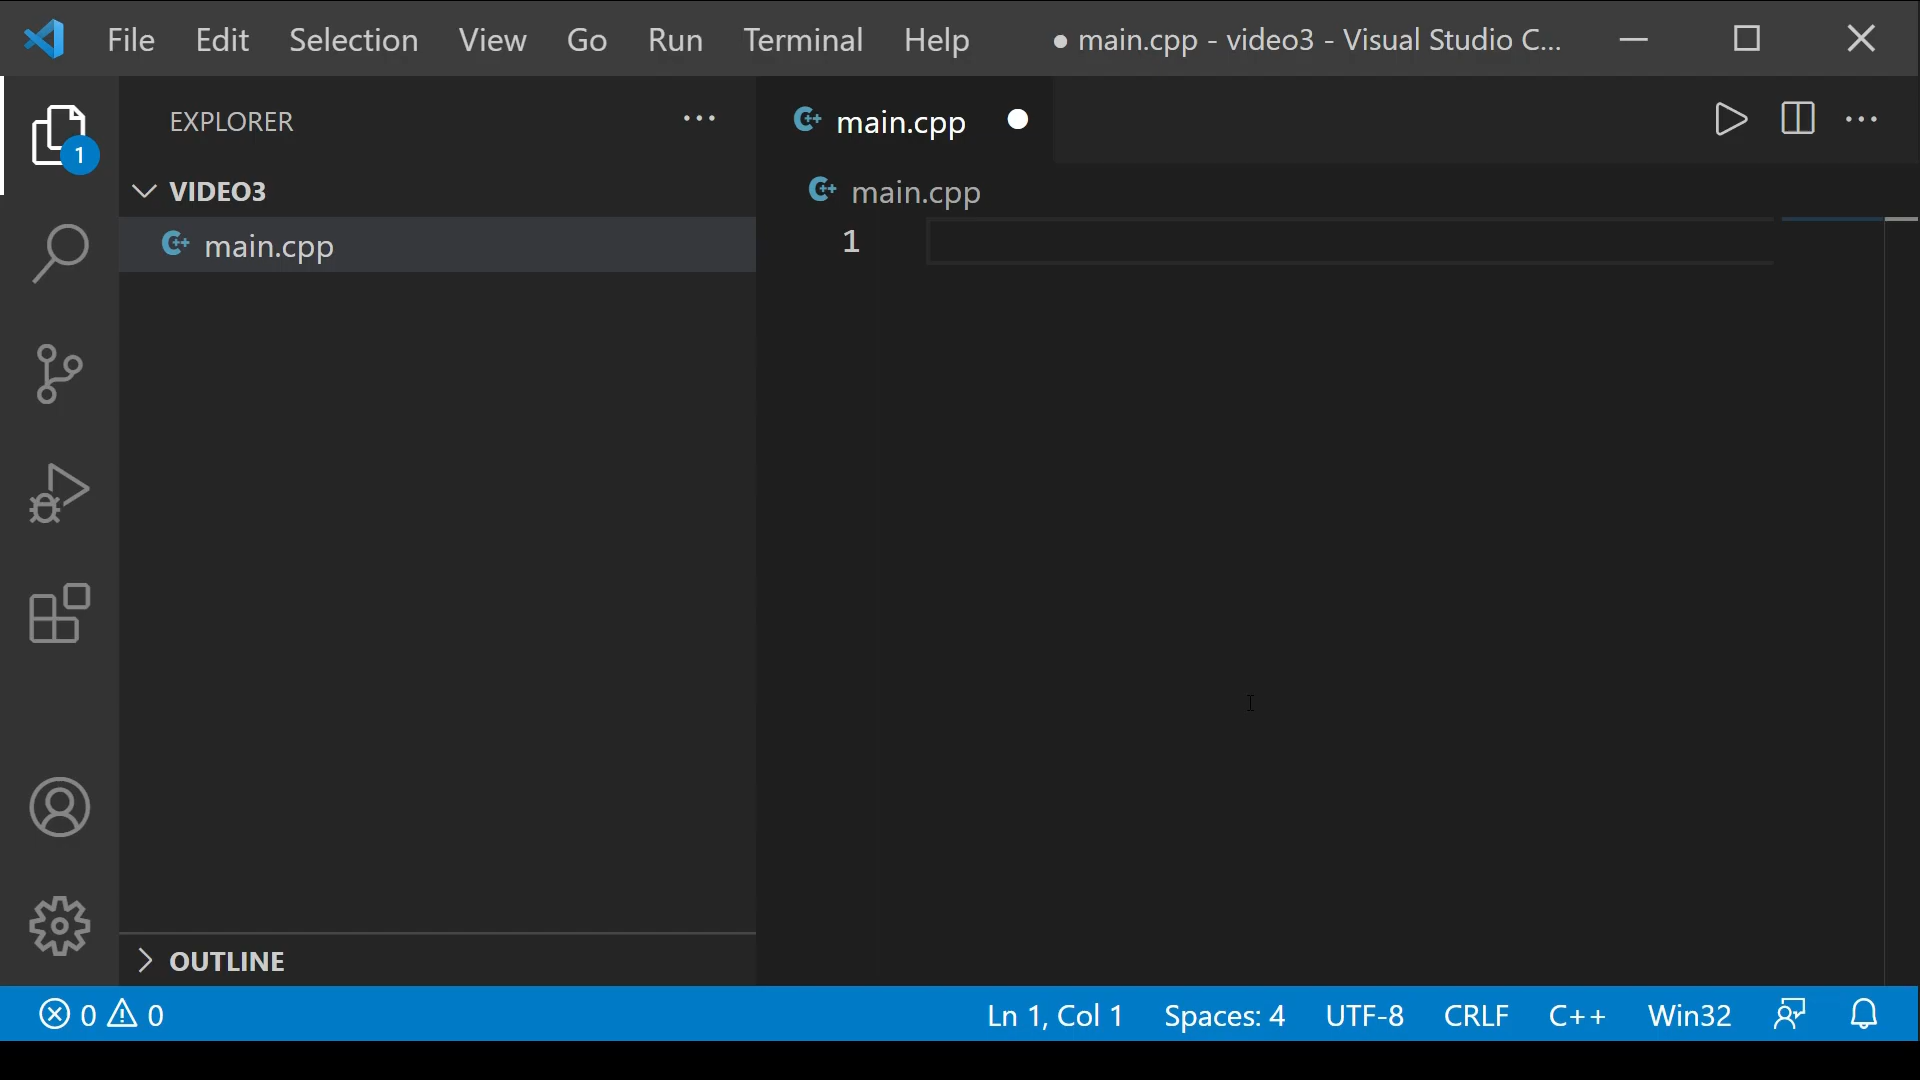 File Edit Selection View Go Run Terminal Help ● main.cpp - video3 - Visual Studio C...
EXPLORER ···
1
VIDEO3
main.cpp
OUTLINE
main.cpp ●
main.cpp
1
0 0 Ln 1, Col 1 Spaces: 4 UTF-8 CRLF C++ Win32